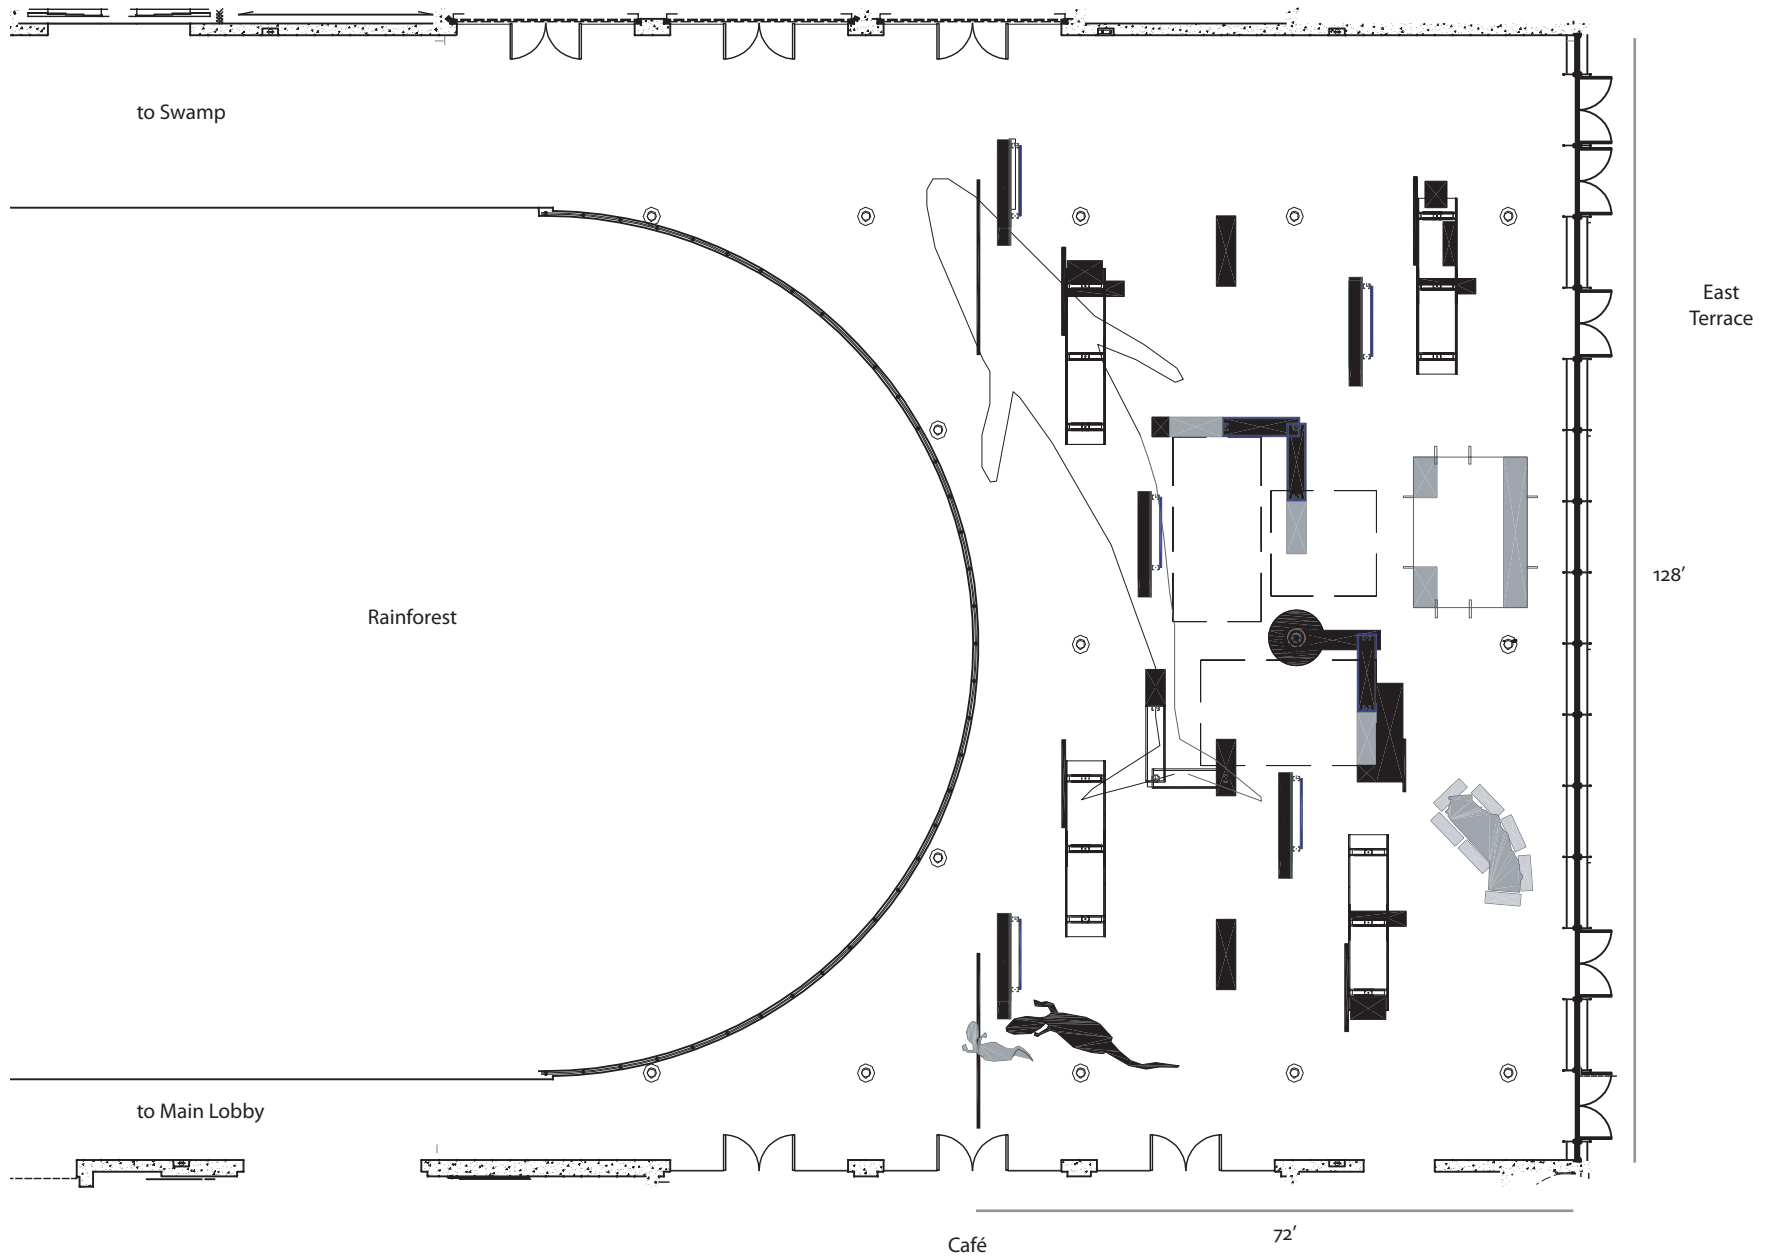 to Swamp
East
Terrace
128′
Rainforest
to Main Lobby
72′
Café